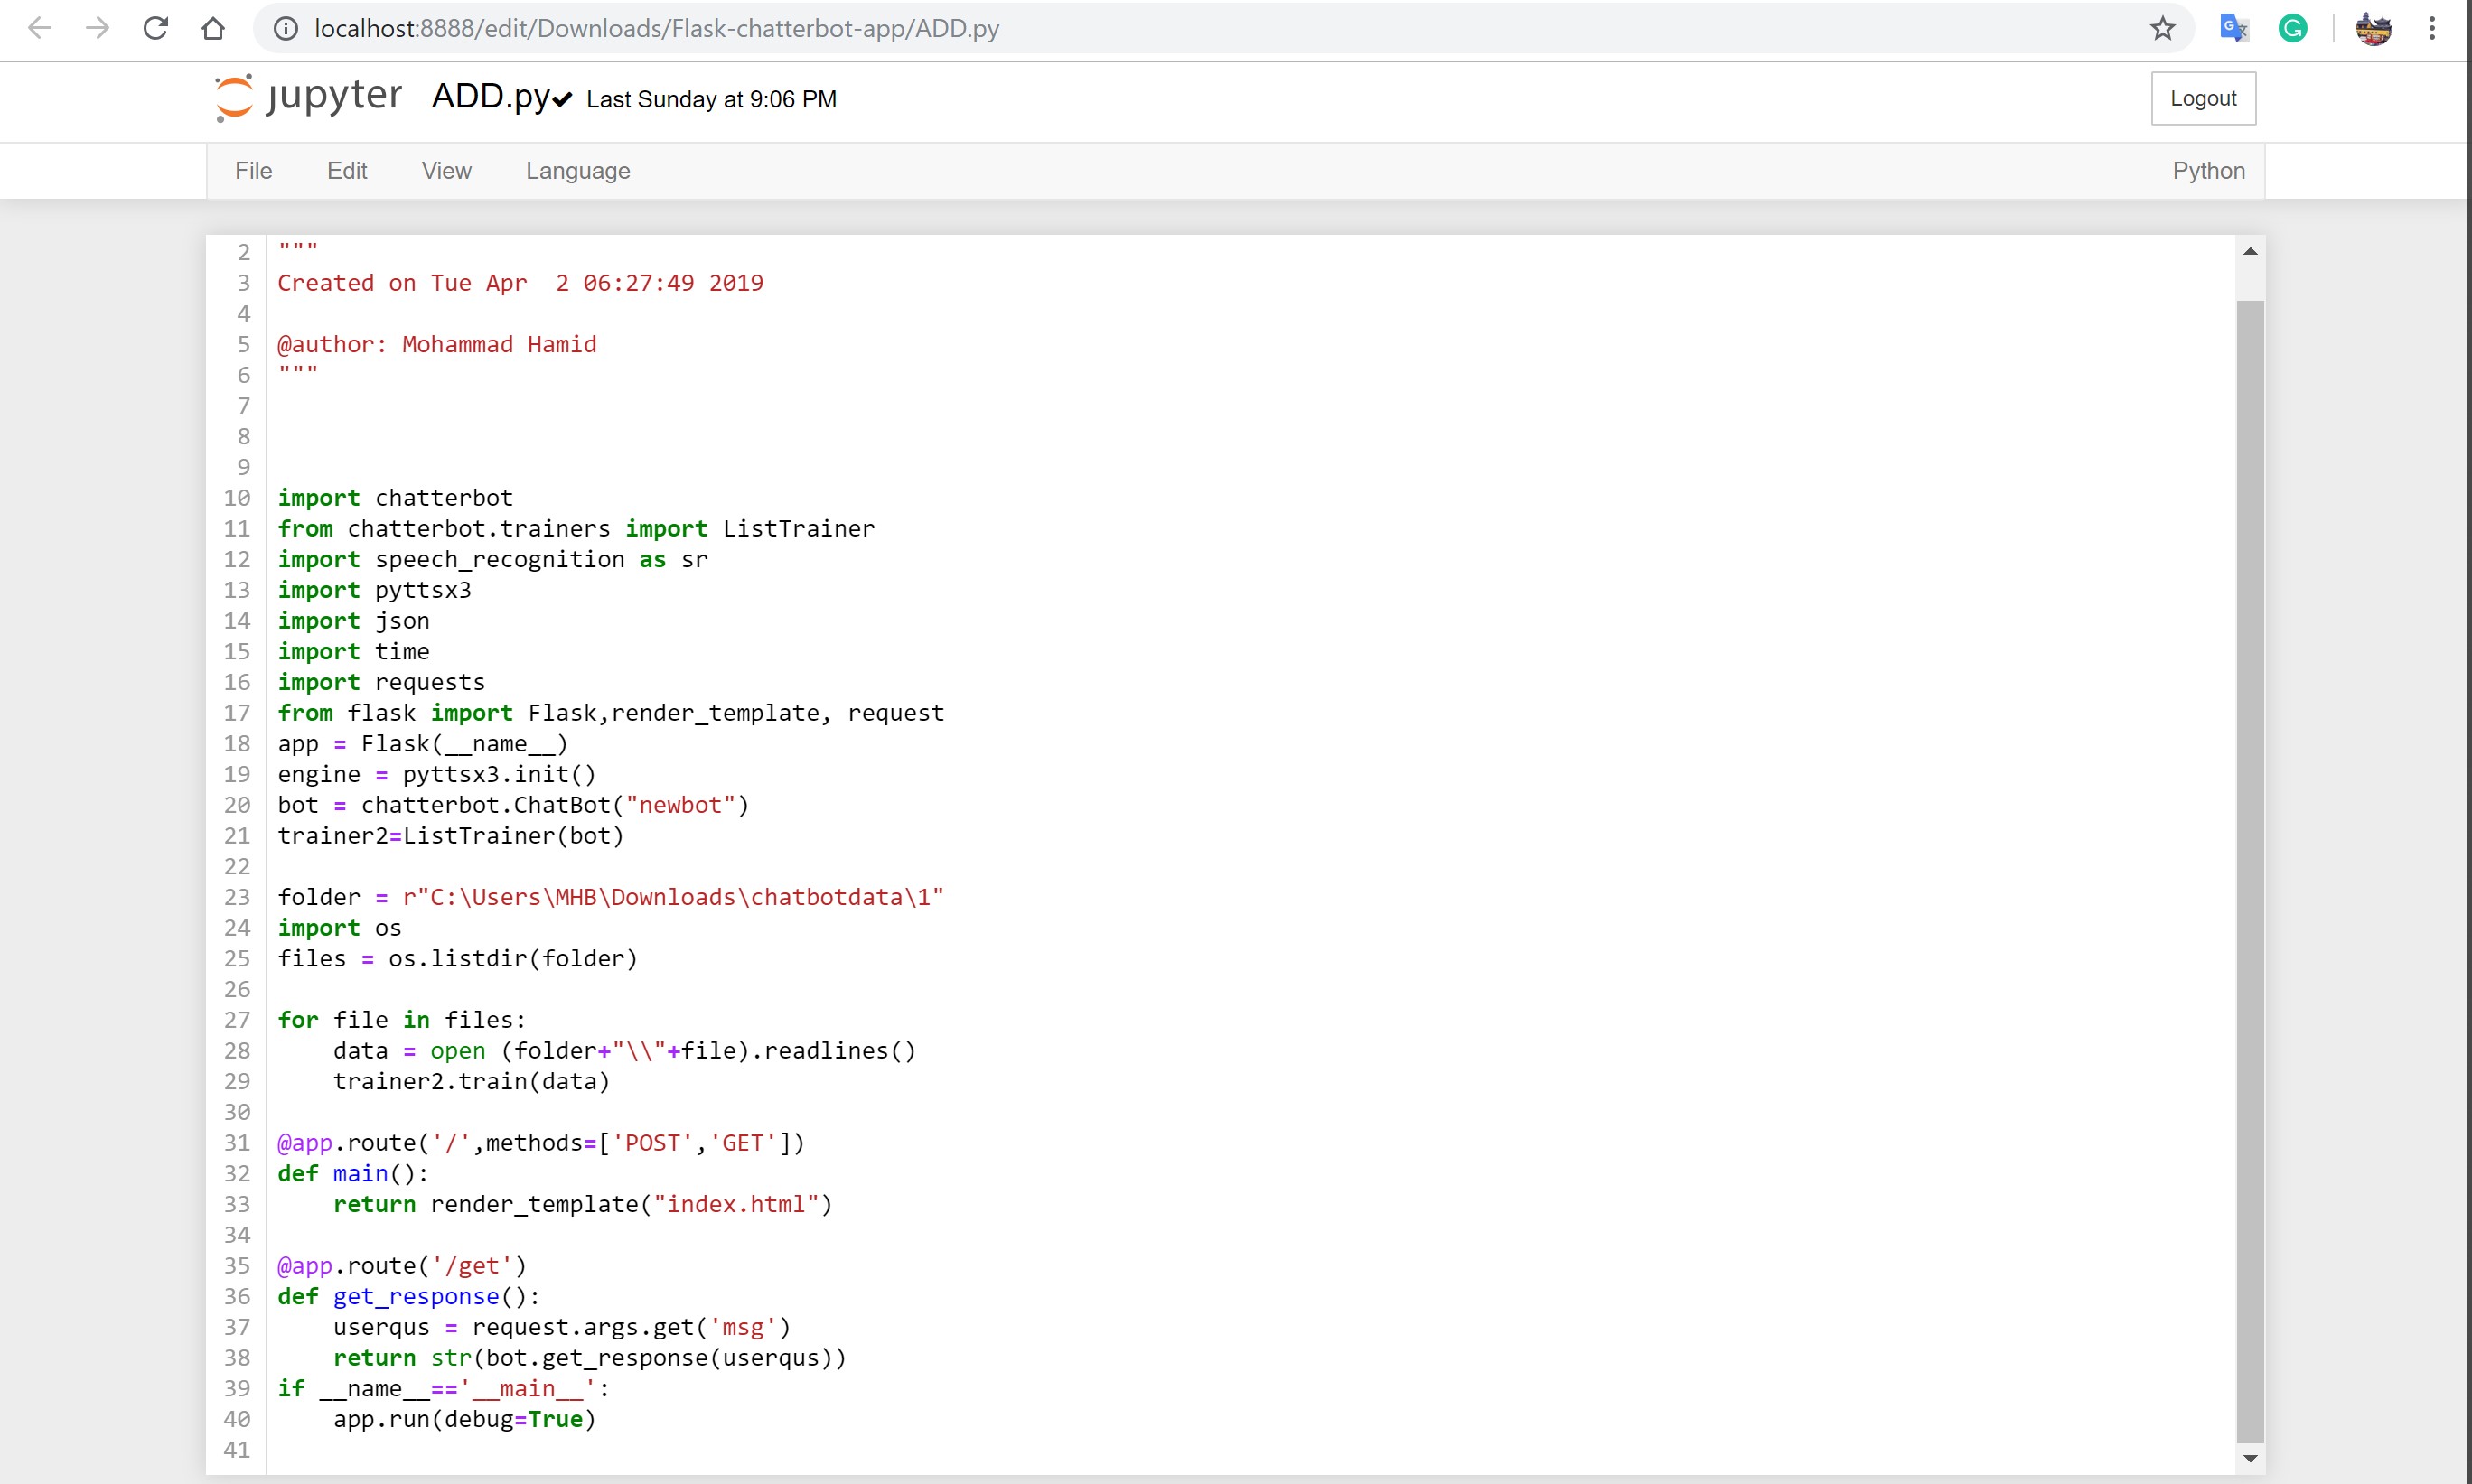 localhost:8888/edit/Downloads/Flask-chatterbot-app/ADD.py
jupyter ADD.py✔ Last Sunday at 9:06 PM Logout
File Edit View Language Python
2 """
3 Created on Tue Apr  2 06:27:49 2019
4
5 @author: Mohammad Hamid
6 """
7
8
9
10 import chatterbot
11 from chatterbot.trainers import ListTrainer
12 import speech_recognition as sr
13 import pyttsx3
14 import json
15 import time
16 import requests
17 from flask import Flask,render_template, request
18 app = Flask(__name__)
19 engine = pyttsx3.init()
20 bot = chatterbot.ChatBot("newbot")
21 trainer2=ListTrainer(bot)
22
23 folder = r"C:\Users\MHB\Downloads\chatbotdata\1"
24 import os
25 files = os.listdir(folder)
26
27 for file in files:
28     data = open (folder+"\\"+file).readlines()
29     trainer2.train(data)
30
31 @app.route('/',methods=['POST','GET'])
32 def main():
33     return render_template("index.html")
34
35 @app.route('/get')
36 def get_response():
37     userqus = request.args.get('msg')
38     return str(bot.get_response(userqus))
39 if __name__=='__main__':
40     app.run(debug=True)
41